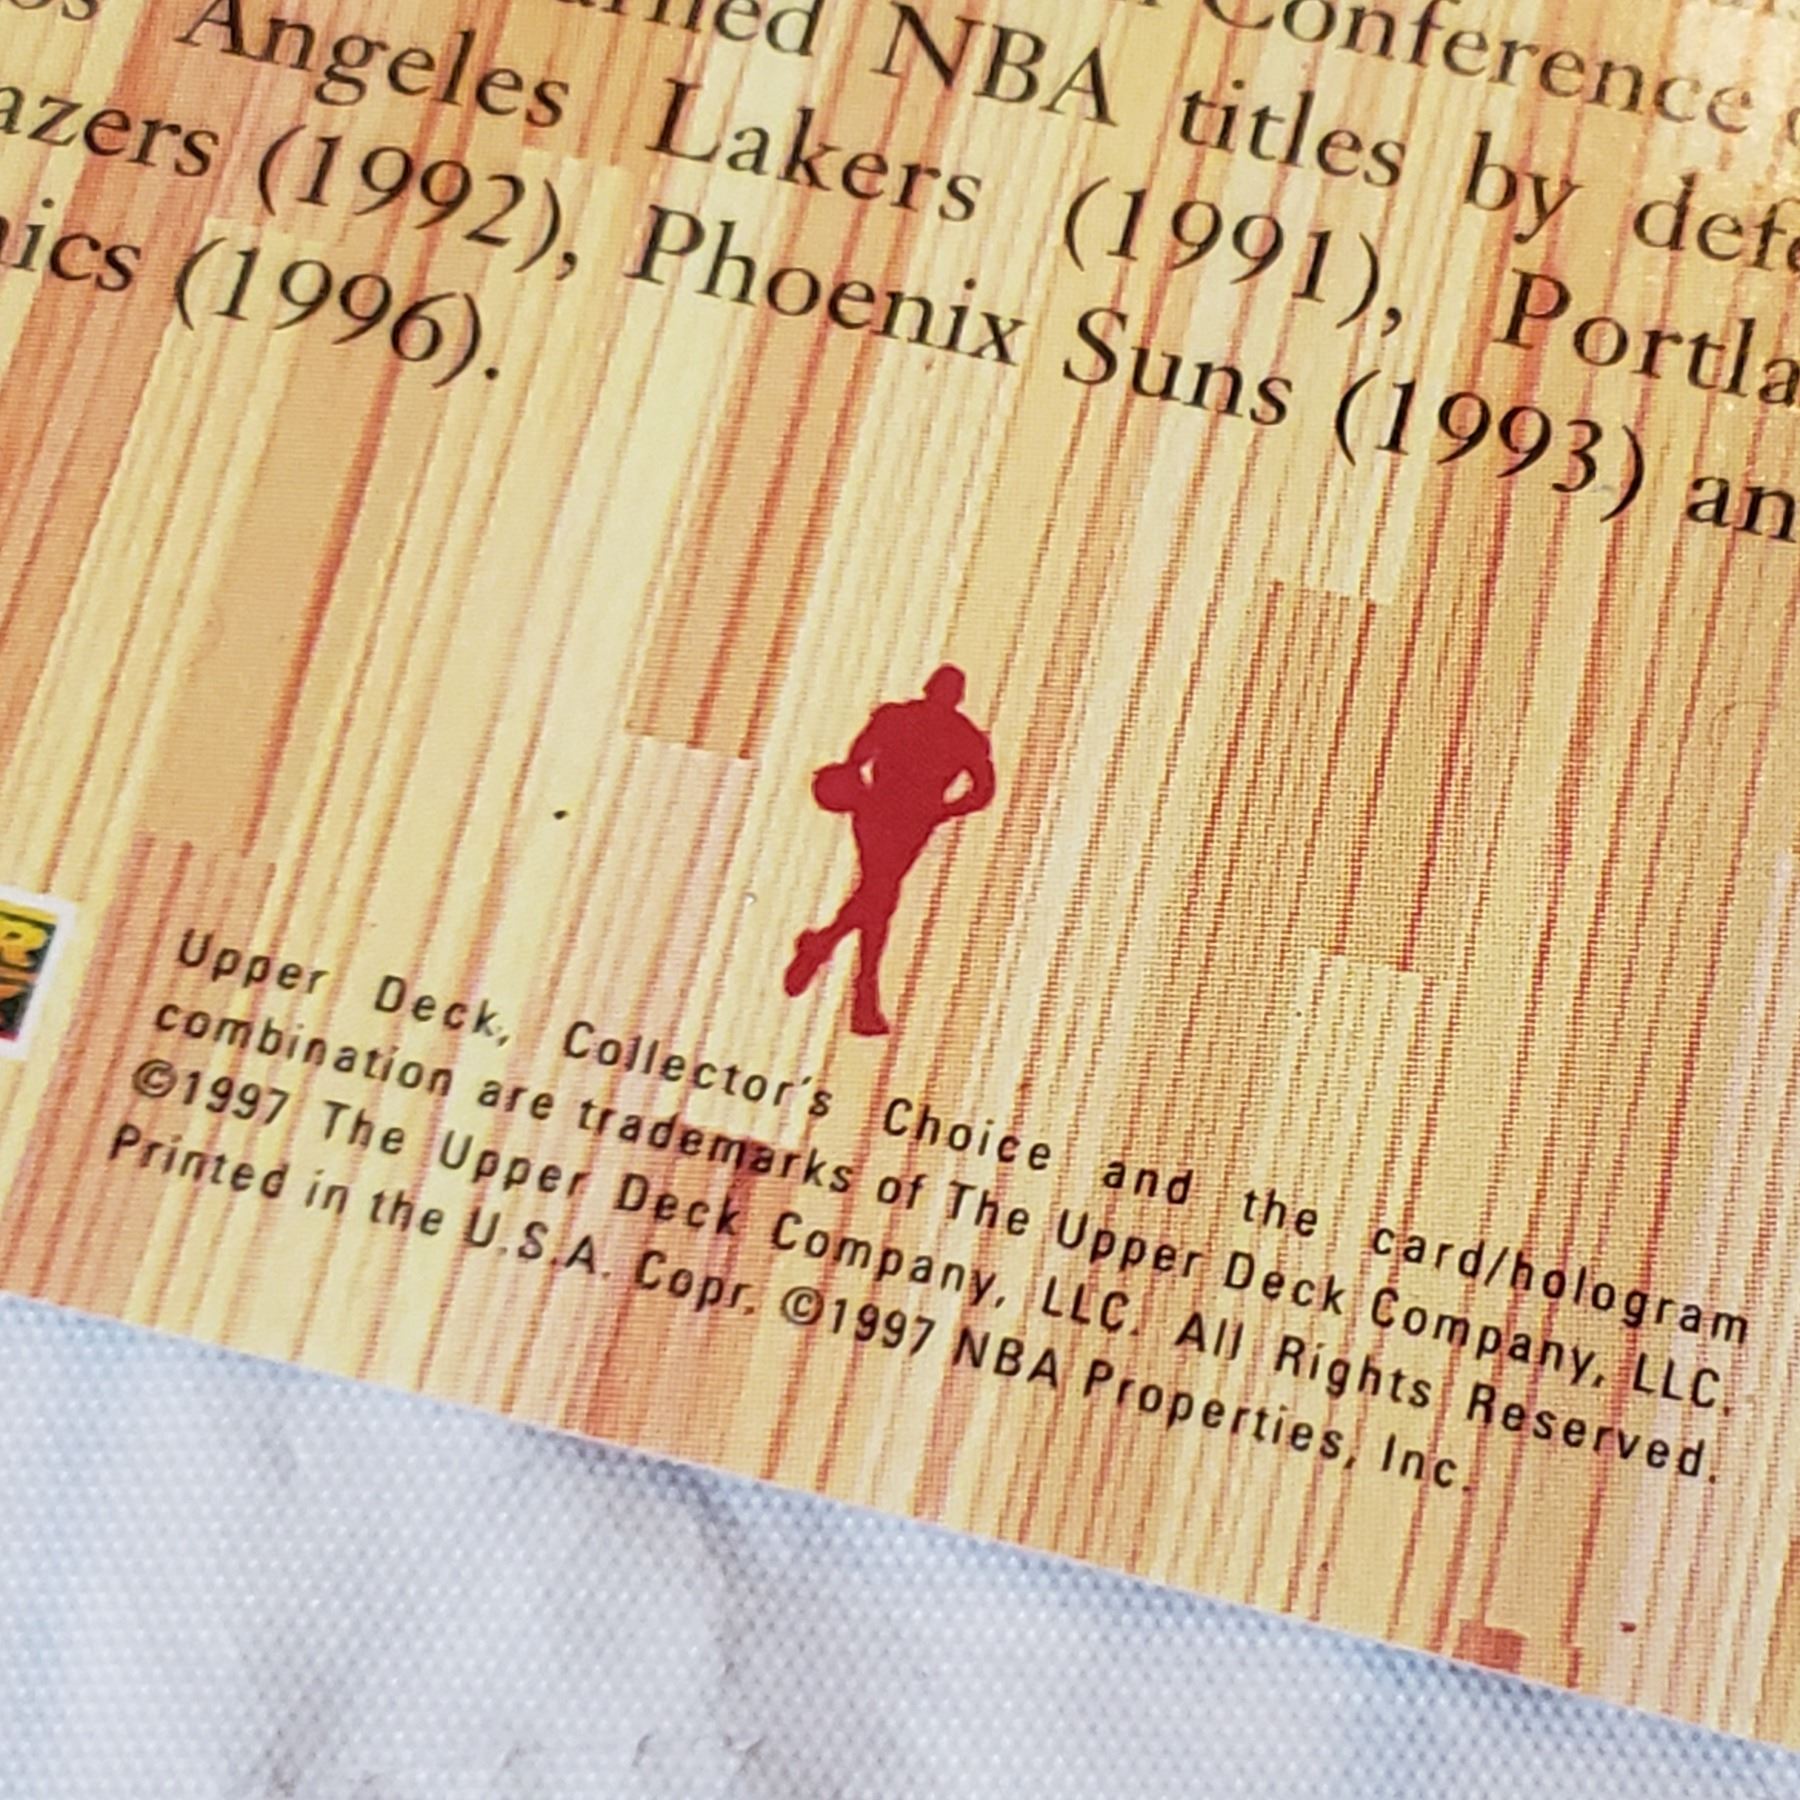 Conference
Angeles Lakers (1991), Portla
NBA titles by defe
azers (1992), Phoenix Suns (1993) an
ics (1996).
R
Upper Deck, Collector's Choice and the card/hologram
combination are trademarks of The Upper Deck Company, LLC.
©1997 The Upper Deck Company, LLC. All Rights Reserved.
Printed in the U.S.A. Copr. ©1997 NBA Properties, Inc.